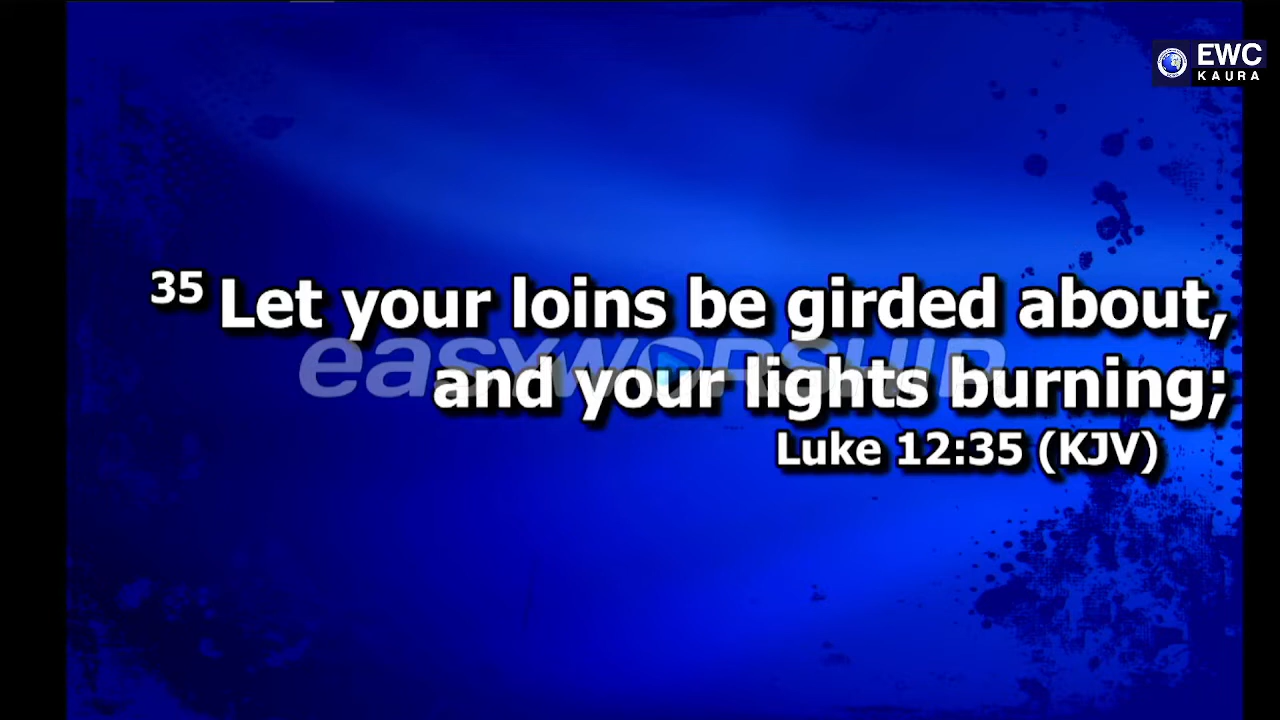 EWC
KAURA
35 Let your loins be girded about,
and your lights burning;
easyworship
Luke 12:35 (KJV)